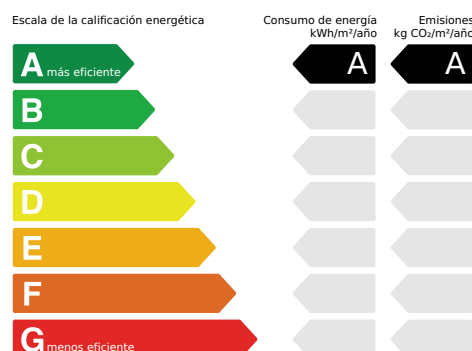 Escala de la calificación energética
Consumo de energía
kWh/m²/año
Emisiones
kg CO₂/m²/año
A más eficiente
A
A
B
C
D
E
F
G menos eficiente